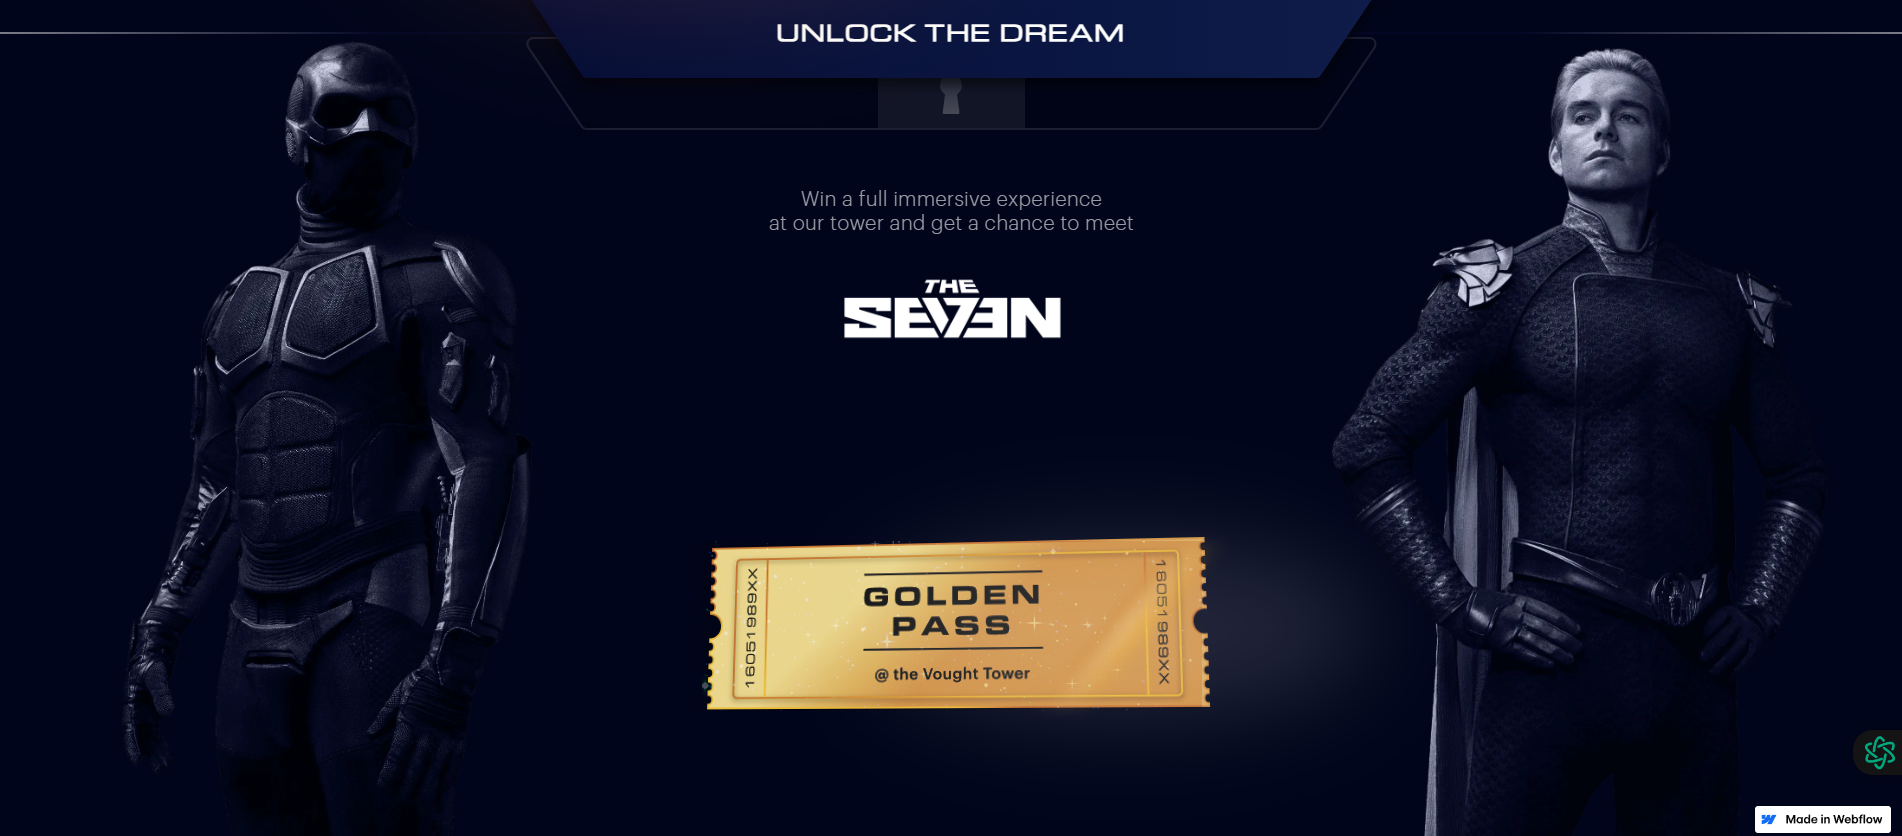 UNLOCK THE DREAM
Win a full immersive experience
at our tower and get a chance to meet
THE
SEVEN
16051989XX
GOLDEN
PASS
@ the Vought Tower
16051989XX
Made in Webflow